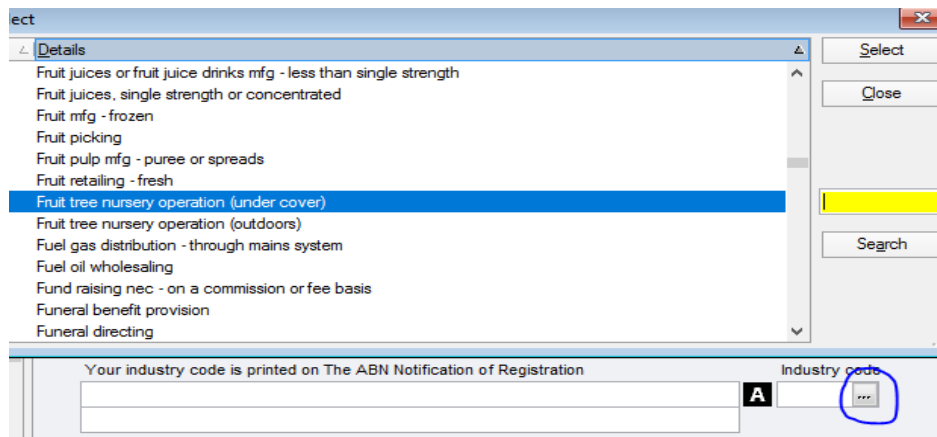 ect
Details
Select
Fruit juices or fruit juice drinks mfg - less than single strength
Fruit juices, single strength or concentrated
Close
Fruit mfg - frozen
Fruit picking
Fruit pulp mfg - puree or spreads
Fruit retailing - fresh
Fruit tree nursery operation (under cover)
Fruit tree nursery operation (outdoors)
Fuel gas distribution - through mains system
Search
Fuel oil wholesaling
Fund raising nec - on a commission or fee basis
Funeral benefit provision
Funeral directing
Your industry code is printed on The ABN Notification of Registration
Industry code
A
...